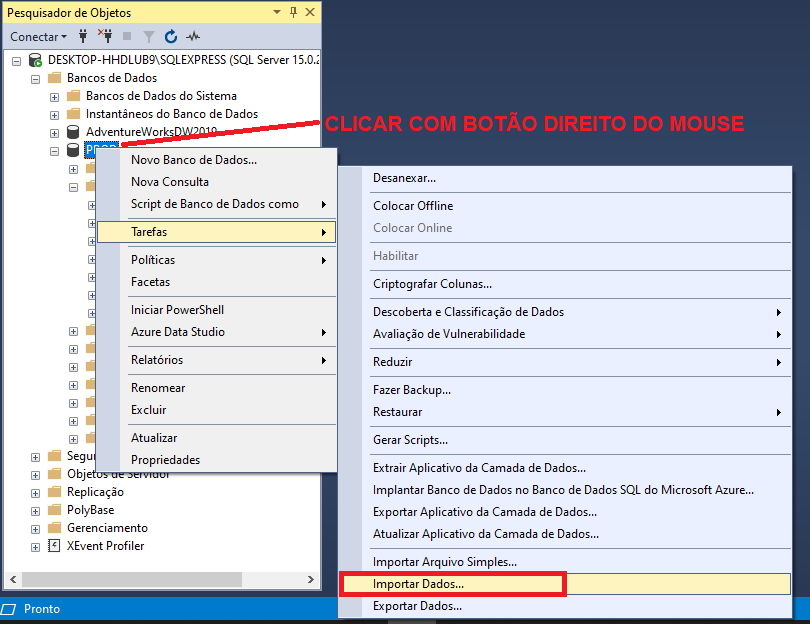 Pesquisador de Objetos
Conectar
DESKTOP-HHDLUB9\SQLEXPRESS (SQL Server 15.0.2
Bancos de Dados
Bancos de Dados do Sistema
Instantâneos do Banco de Dados
AdventureWorksDW2019
CLICAR COM BOTÃO DIREITO DO MOUSE
Novo Banco de Dados...
Nova Consulta
Script de Banco de Dados como
Tarefas
Políticas
Facetas
Iniciar PowerShell
Azure Data Studio
Relatórios
Renomear
Excluir
Atualizar
Propriedades
Desanexar...
Colocar Offline
Colocar Online
Habilitar
Criptografar Colunas...
Descoberta e Classificação de Dados
Avaliação de Vulnerabilidade
Reduzir
Fazer Backup...
Restaurar
Gerar Scripts...
Extrair Aplicativo da Camada de Dados...
Implantar Banco de Dados no Banco de Dados SQL do Microsoft Azure...
Exportar Aplicativo da Camada de Dados...
Atualizar Aplicativo da Camada de Dados...
Importar Arquivo Simples...
Importar Dados...
Exportar Dados...
Segu
Objetos de Servidor
Replicação
PolyBase
Gerenciamento
XEvent Profiler
Pronto